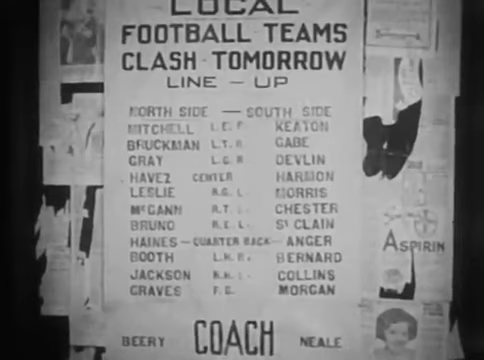 LOCAL
FOOTBALL TEAMS
CLASH TOMORROW
LINE - UP
NORTH SIDE — SOUTH SIDE
MITCHELL L.E.R. KEATON
BRUCKMAN L.T.R. GABE
GRAY L.G.R DEVLIN
HAVEZ CENTER HARMON
LESLIE R.G.L. MORRIS
McGANN R.T.L. CHESTER
BRUNO R.E.L. St CLAIN
HAINES — QUARTER BACK — ANGER
BOOTH L.H.R. BERNARD
JACKSON R.H.L. COLLINS
GRAVES F.B. MORGAN
BEERY COACH NEALE
ASPIRIN